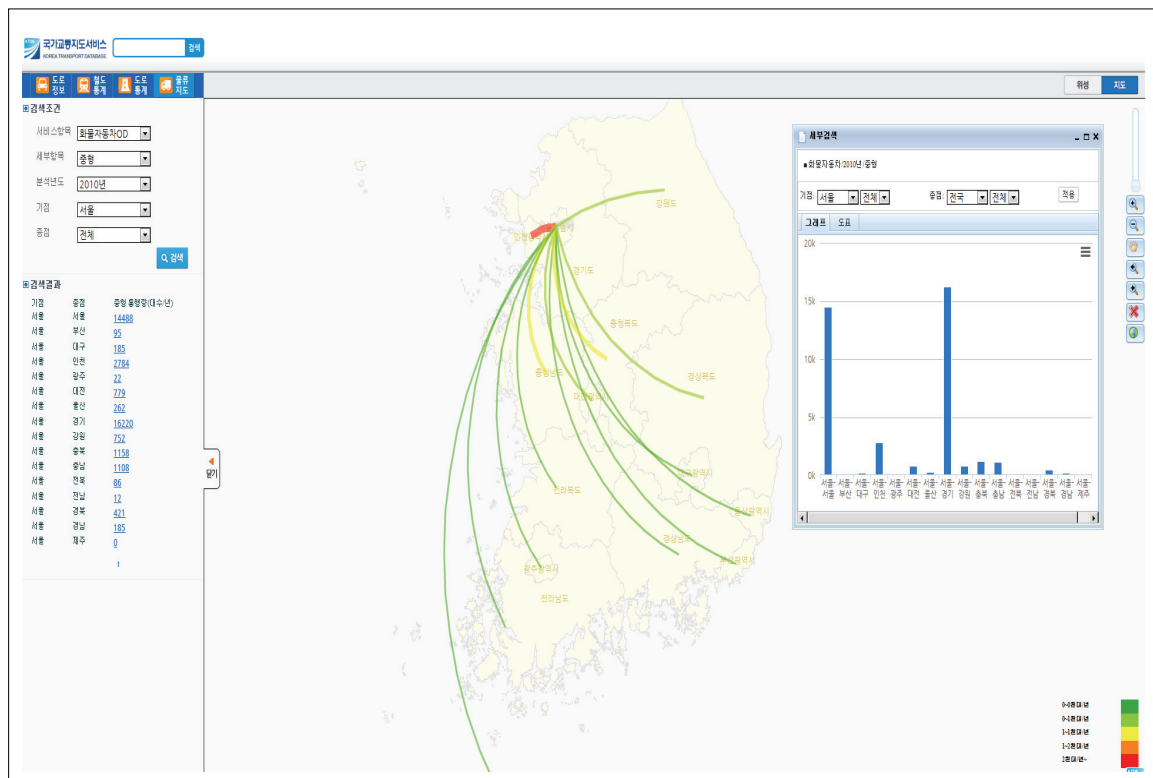 국가교통지도서비스
KOREA TRANSPORT DATABASE
검색
도로정보
철도통계
도로통계
물류지도
위성
지도
검색조건
서비스항목 화물자동차OD
세부항목 중형
분석년도 2010년
기점 서울
종점 전체
검색
검색결과
기점 종점 중형 통행량(대수/년)
서울 서울 14488
서울 부산 95
서울 대구 185
서울 인천 2784
서울 광주 22
서울 대전 779
서울 울산 262
서울 경기 16220
서울 강원 752
서울 충북 1158
서울 충남 1108
서울 전북 86
서울 전남 12
서울 경북 421
서울 경남 185
서울 제주 0
1
닫기
강원도
경기도
충청북도
충청남도
경상북도
전라북도
울산광역시
경상남도
부산광역시
광주광역시
전라남도
세부검색
화물자동차/2010년/중형
기점: 서울 전체 종점: 전국 전체 적용
그래프 도표
20k
15k
10k
5k
0k
서울-서울 서울-부산 서울-대구 서울-인천 서울-광주 서울-대전 서울-울산 서울-경기 서울-강원 서울-충북 서울-충남 서울-전북 서울-전남 서울-경북 서울-경남 서울-제주